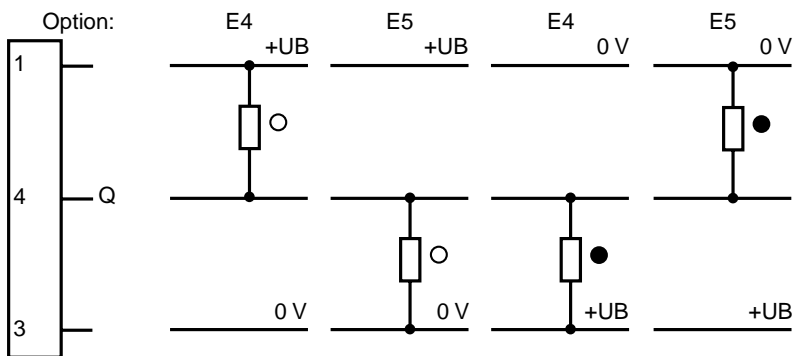 Option: E4 E5 E4 E5
+UB +UB 0 V 0 V
1
4 Q
3 0 V 0 V +UB +UB